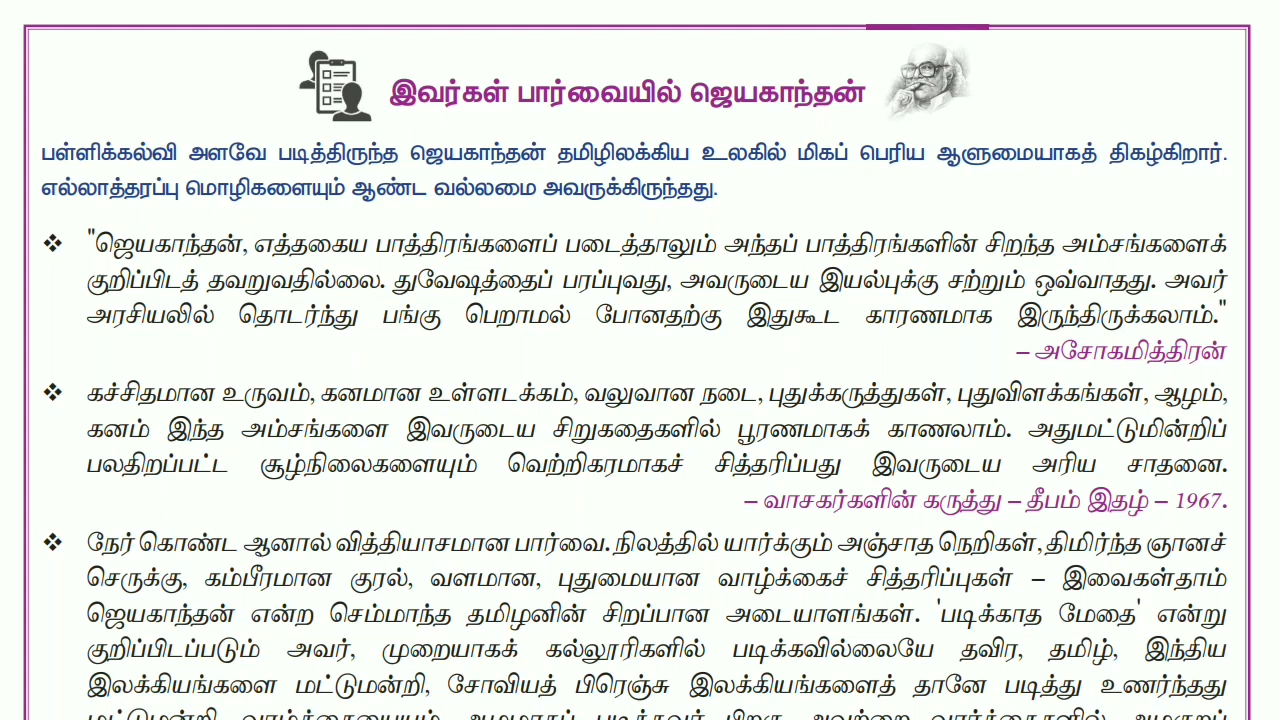 இவர்கள் பார்வையில் ஜெயகாந்தன்
பள்ளிக்கல்வி அளவே படித்திருந்த ஜெயகாந்தன் தமிழிலக்கிய உலகில் மிகப் பெரிய ஆளுமையாகத் திகழ்கிறார்.
எல்லாத்தரப்பு மொழிகளையும் ஆண்ட வல்லமை அவருக்கிருந்தது.
❖ "ஜெயகாந்தன், எத்தகைய பாத்திரங்களைப் படைத்தாலும் அந்தப் பாத்திரங்களின் சிறந்த அம்சங்களைக்
குறிப்பிடத் தவறுவதில்லை. துவேஷத்தைப் பரப்புவது, அவருடைய இயல்புக்கு சற்றும் ஒவ்வாதது. அவர்
அரசியலில் தொடர்ந்து பங்கு பெறாமல் போனதற்கு இதுகூட காரணமாக இருந்திருக்கலாம்."
– அசோகமித்திரன்
❖ கச்சிதமான உருவம், கனமான உள்ளடக்கம், வலுவான நடை, புதுக்கருத்துகள், புதுவிளக்கங்கள், ஆழம்,
கனம் இந்த அம்சங்களை இவருடைய சிறுகதைகளில் பூரணமாகக் காணலாம். அதுமட்டுமின்றிப்
பலதிறப்பட்ட சூழ்நிலைகளையும் வெற்றிகரமாகச் சித்தரிப்பது இவருடைய அரிய சாதனை.
– வாசகர்களின் கருத்து – தீபம் இதழ் – 1967.
❖ நேர் கொண்ட ஆனால் வித்தியாசமான பார்வை. நிலத்தில் யார்க்கும் அஞ்சாத நெறிகள், திமிர்ந்த ஞானச்
செருக்கு, கம்பீரமான குரல், வளமான, புதுமையான வாழ்க்கைச் சித்தரிப்புகள் – இவைகள்தாம்
ஜெயகாந்தன் என்ற செம்மாந்த தமிழனின் சிறப்பான அடையாளங்கள். 'படிக்காத மேதை' என்று
குறிப்பிடப்படும் அவர், முறையாகக் கல்லூரிகளில் படிக்கவில்லையே தவிர, தமிழ், இந்திய
இலக்கியங்களை மட்டுமன்றி, சோவியத் பிரெஞ்சு இலக்கியங்களைத் தானே படித்து உணர்ந்தது